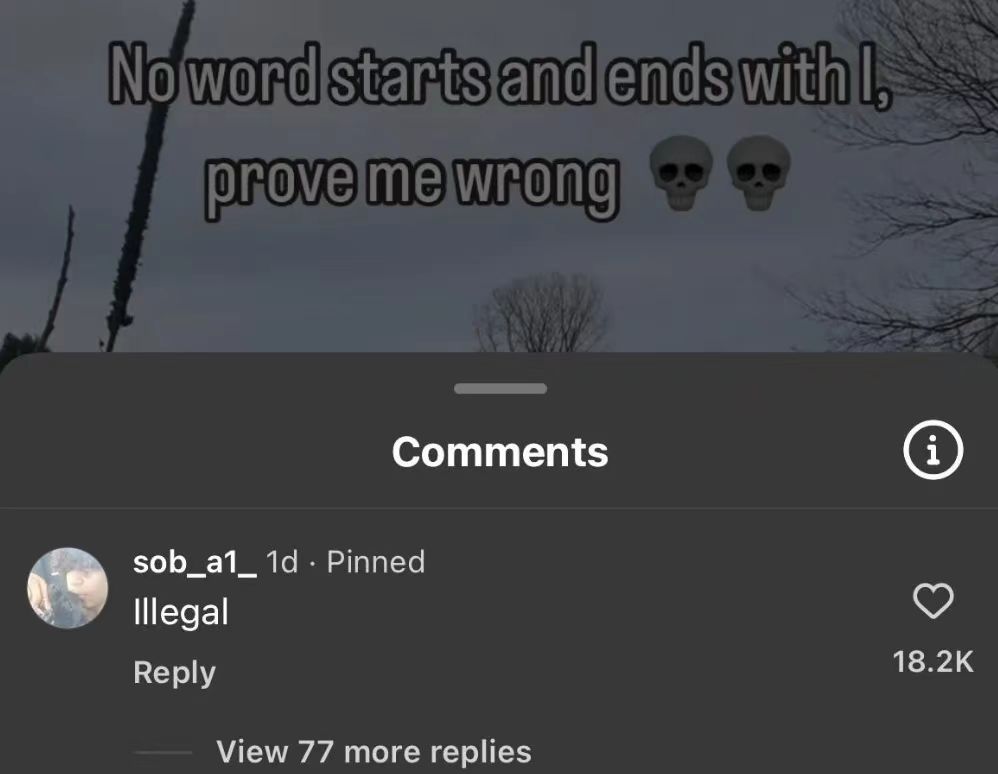 No word starts and ends with I,
prove me wrong 💀💀
Comments
sob_a1_ 1d · Pinned
Illegal
Reply
18.2K
View 77 more replies